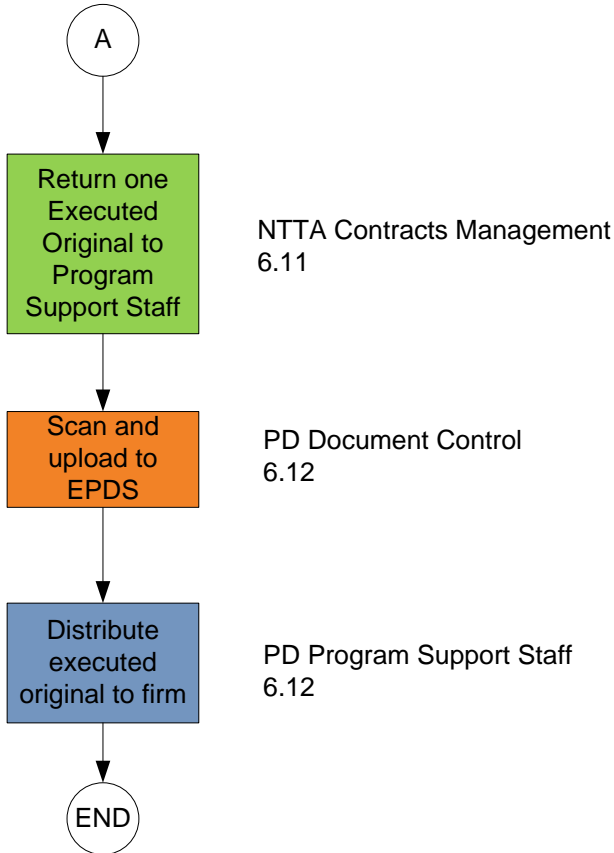 A
Return one
Executed
Original to
Program
Support Staff
NTTA Contracts Management
6.11
Scan and
upload to
EPDS
PD Document Control
6.12
Distribute
executed
original to firm
PD Program Support Staff
6.12
END